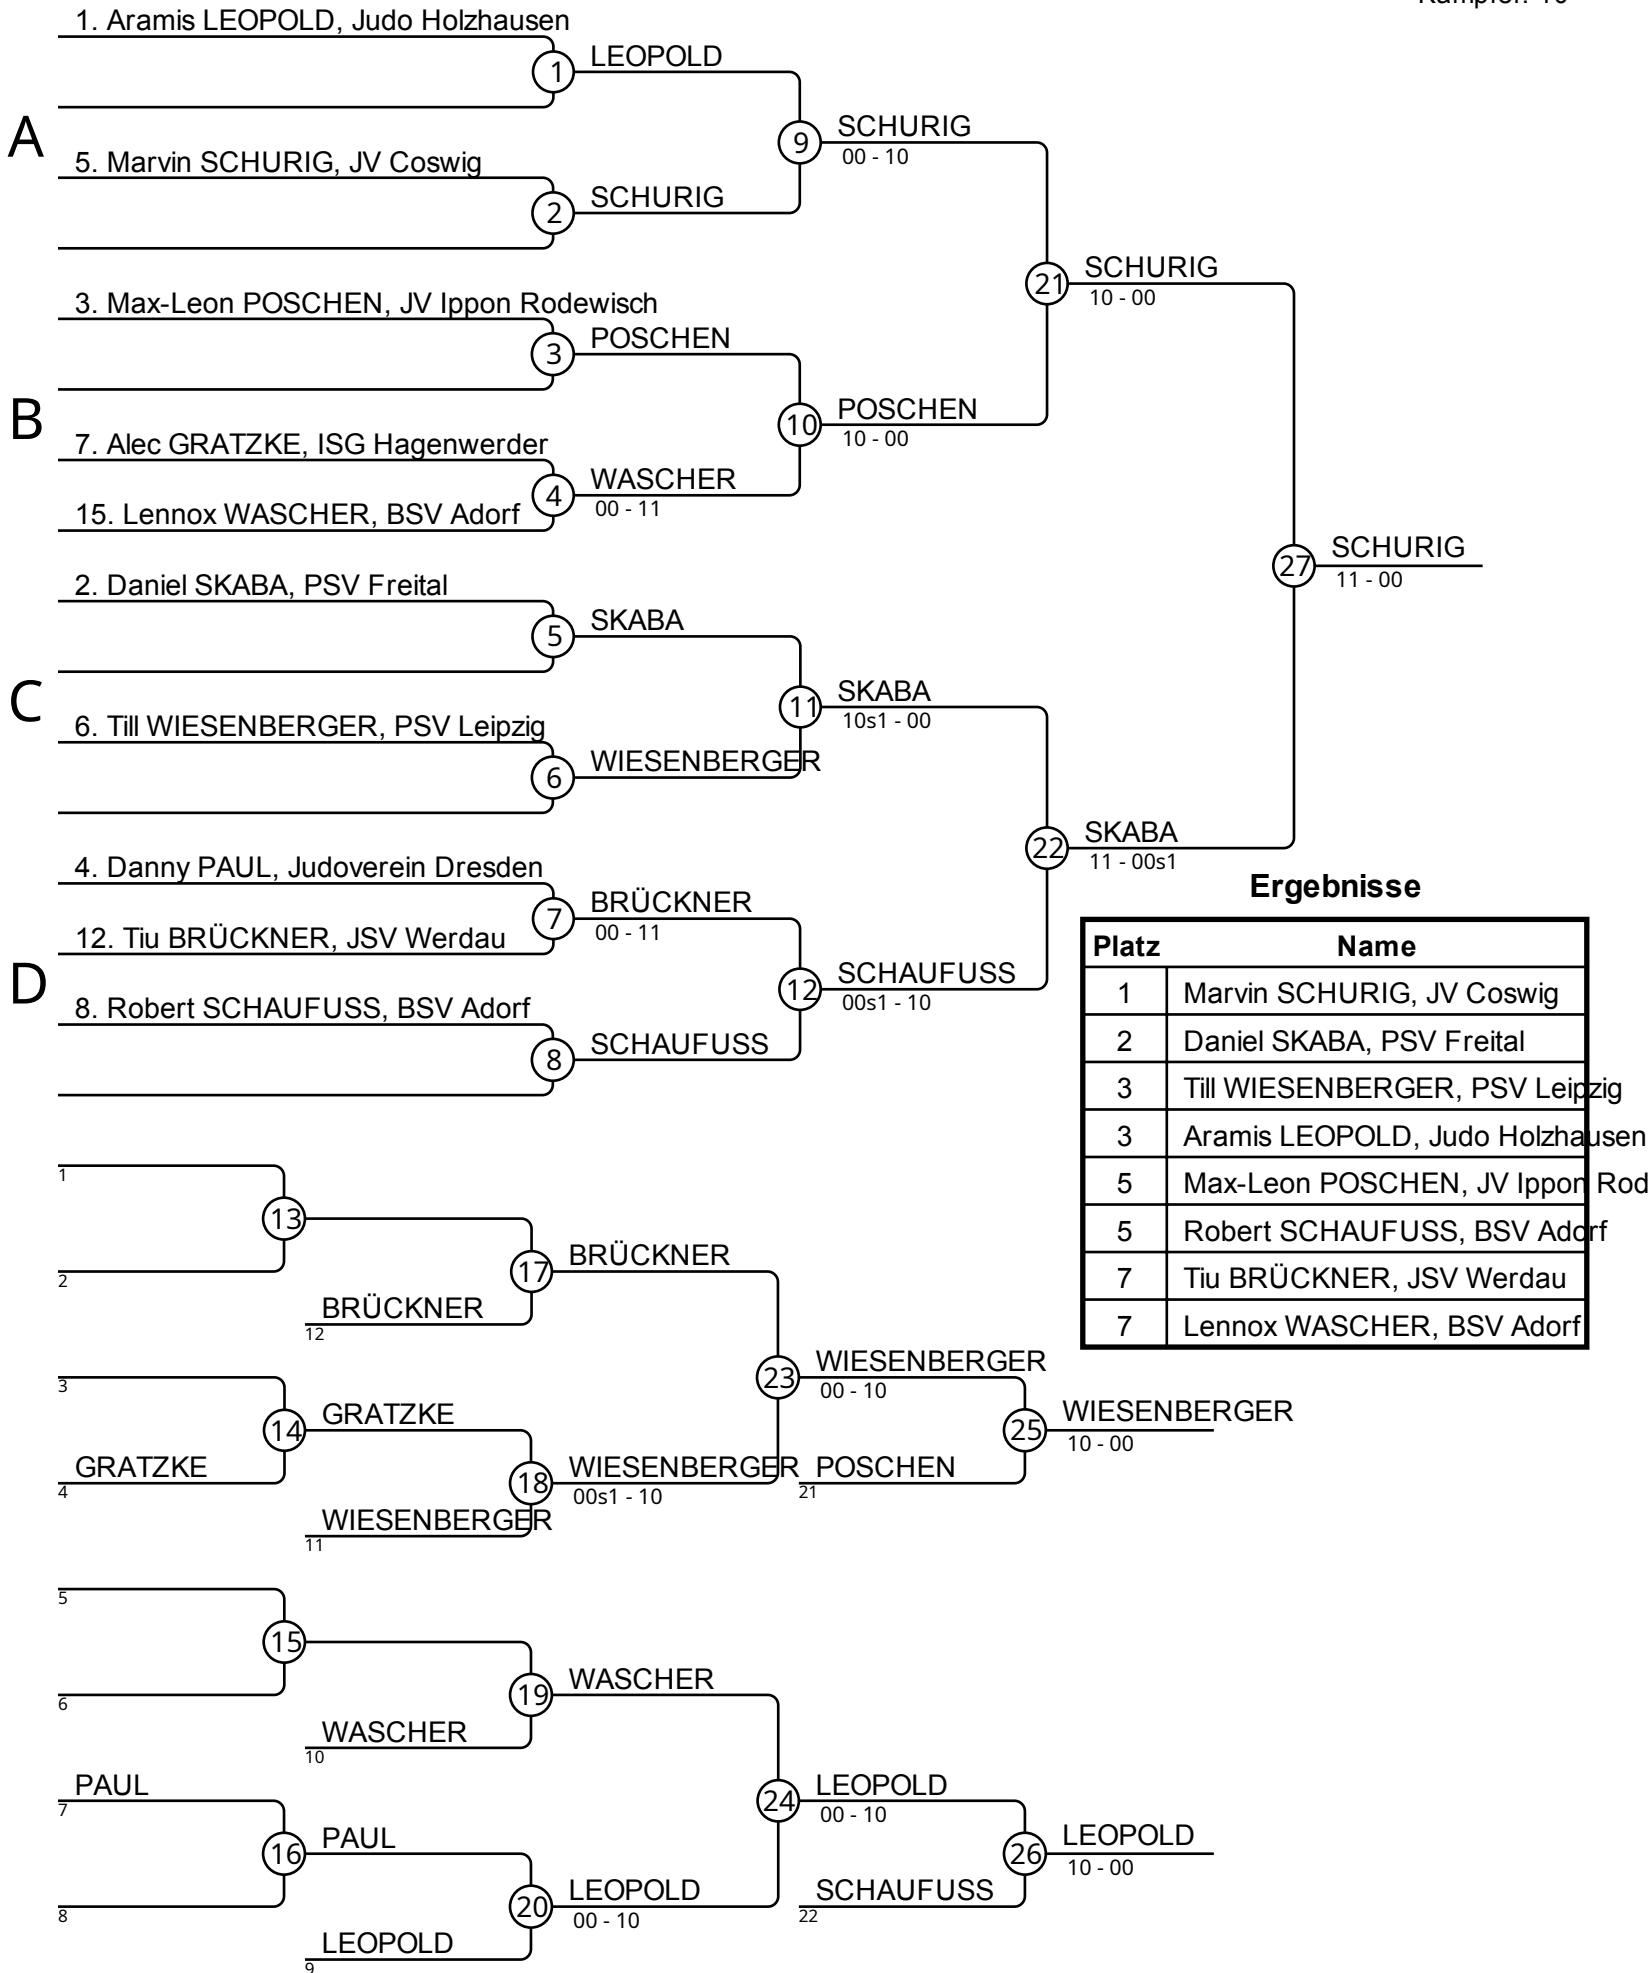 1. Aramis LEOPOLD, Judo Holzhausen
1
LEOPOLD
A
9
SCHURIG
00 - 10
5. Marvin SCHURIG, JV Coswig
2
SCHURIG
21
SCHURIG
10 - 00
3. Max-Leon POSCHEN, JV Ippon Rodewisch
3
POSCHEN
B
10
POSCHEN
10 - 00
7. Alec GRATZKE, ISG Hagenwerder
4
WASCHER
00 - 11
15. Lennox WASCHER, BSV Adorf
27
SCHURIG
11 - 00
2. Daniel SKABA, PSV Freital
5
SKABA
C
11
SKABA
10s1 - 00
6. Till WIESENBERGER, PSV Leipzig
6
WIESENBERGER
22
SKABA
11 - 00s1
4. Danny PAUL, Judoverein Dresden
7
BRÜCKNER
00 - 11
12. Tiu BRÜCKNER, JSV Werdau
D
12
SCHAUFUSS
00s1 - 10
8. Robert SCHAUFUSS, BSV Adorf
8
SCHAUFUSS
Ergebnisse
Platz Name
1 Marvin SCHURIG, JV Coswig
2 Daniel SKABA, PSV Freital
3 Till WIESENBERGER, PSV Leipzig
3 Aramis LEOPOLD, Judo Holzhausen
5 Max-Leon POSCHEN, JV Ippon Rod
5 Robert SCHAUFUSS, BSV Adorf
7 Tiu BRÜCKNER, JSV Werdau
7 Lennox WASCHER, BSV Adorf
1
13
2
17
BRÜCKNER
BRÜCKNER
12
23
WIESENBERGER
00 - 10
3
14
GRATZKE
GRATZKE
4
18
WIESENBERGER
00s1 - 10
WIESENBERGER
11
POSCHEN
21
25
WIESENBERGER
10 - 00
5
15
6
19
WASCHER
WASCHER
10
24
LEOPOLD
00 - 10
PAUL
7
16
PAUL
8
20
LEOPOLD
00 - 10
LEOPOLD
9
SCHAUFUSS
22
26
LEOPOLD
10 - 00